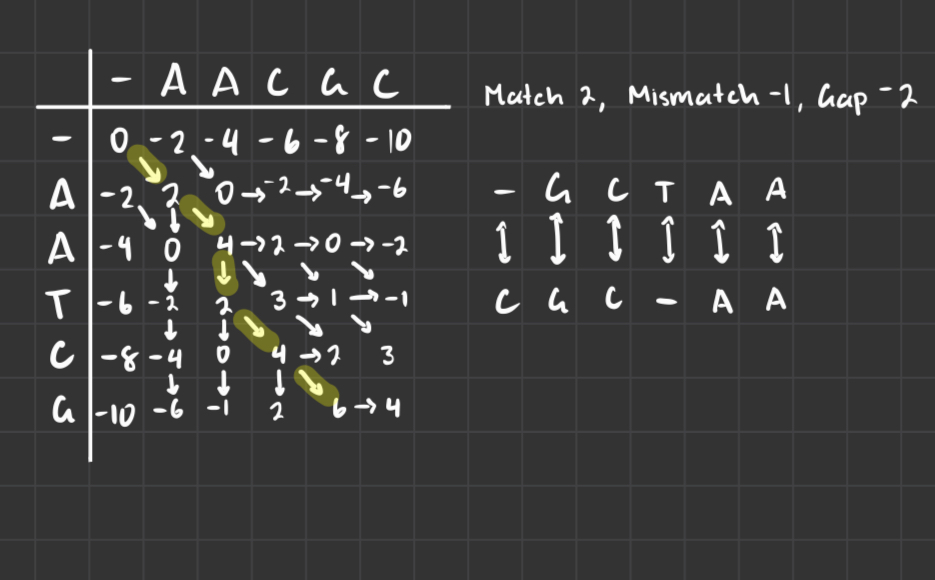 - A A C G C
Match 2, Mismatch -1, Gap -2
- 0 -2 -4 -6 -8 -10
A -2 2 0 → -2 → -4 → -6
- G C T A A
A -4 0 4 → 2 → 0 → -2
T -6 -2 2 3 → 1 → -1
C G C - A A
C -8 -4 0 4 → 2 3
G -10 -6 -1 2 6 → 4